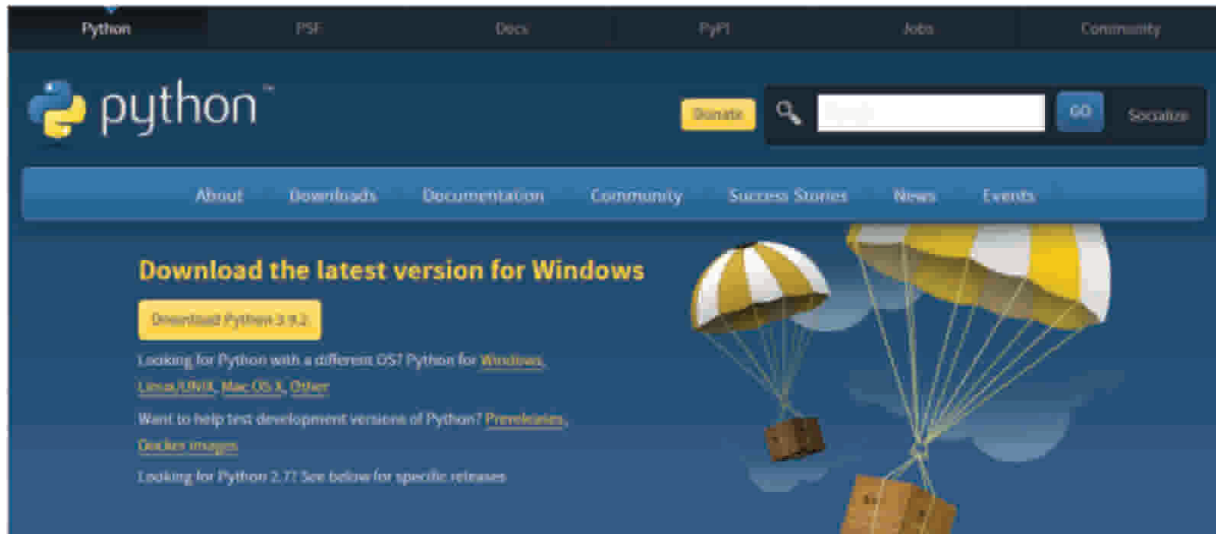 Python PSF Docs PyPI Jobs Community
python™
Donate GO Socialize
About Downloads Documentation Community Success Stories News Events
Download the latest version for Windows
Download Python 3.9.2
Looking for Python with a different OS? Python for Windows,
Linux/UNIX, Mac OS X, Other
Want to help test development versions of Python? Prereleases,
Docker images
Looking for Python 2.7? See below for specific releases